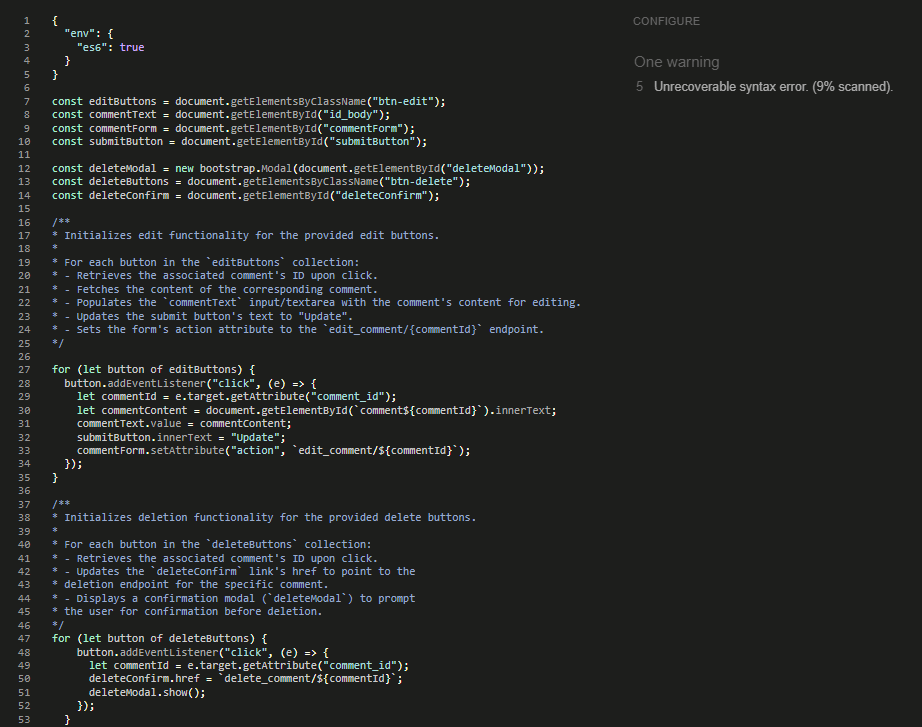 1 {
2   "env": {
3     "es6": true
4   }
5 }
6
7 const editButtons = document.getElementsByClassName("btn-edit");
8 const commentText = document.getElementById("id_body");
9 const commentForm = document.getElementById("commentForm");
10 const submitButton = document.getElementById("submitButton");
11
12 const deleteModal = new bootstrap.Modal(document.getElementById("deleteModal"));
13 const deleteButtons = document.getElementsByClassName("btn-delete");
14 const deleteConfirm = document.getElementById("deleteConfirm");
15
16 /**
17 * Initializes edit functionality for the provided edit buttons.
18 *
19 * For each button in the `editButtons` collection:
20 * - Retrieves the associated comment's ID upon click.
21 * - Fetches the content of the corresponding comment.
22 * - Populates the `commentText` input/textarea with the comment's content for editing.
23 * - Updates the submit button's text to "Update".
24 * - Sets the form's action attribute to the `edit_comment/{commentId}` endpoint.
25 */
26
27 for (let button of editButtons) {
28   button.addEventListener("click", (e) => {
29     let commentId = e.target.getAttribute("comment_id");
30     let commentContent = document.getElementById(`comment${commentId}`).innerText;
31     commentText.value = commentContent;
32     submitButton.innerText = "Update";
33     commentForm.setAttribute("action", `edit_comment/${commentId}`);
34   });
35 }
36
37 /**
38 * Initializes deletion functionality for the provided delete buttons.
39 *
40 * For each button in the `deleteButtons` collection:
41 * - Retrieves the associated comment's ID upon click.
42 * - Updates the `deleteConfirm` link's href to point to the
43 * deletion endpoint for the specific comment.
44 * - Displays a confirmation modal (`deleteModal`) to prompt
45 * the user for confirmation before deletion.
46 */
47 for (let button of deleteButtons) {
48     button.addEventListener("click", (e) => {
49       let commentId = e.target.getAttribute("comment_id");
50       deleteConfirm.href = `delete_comment/${commentId}`;
51       deleteModal.show();
52     });
53   }
CONFIGURE
One warning
5 Unrecoverable syntax error. (9% scanned).